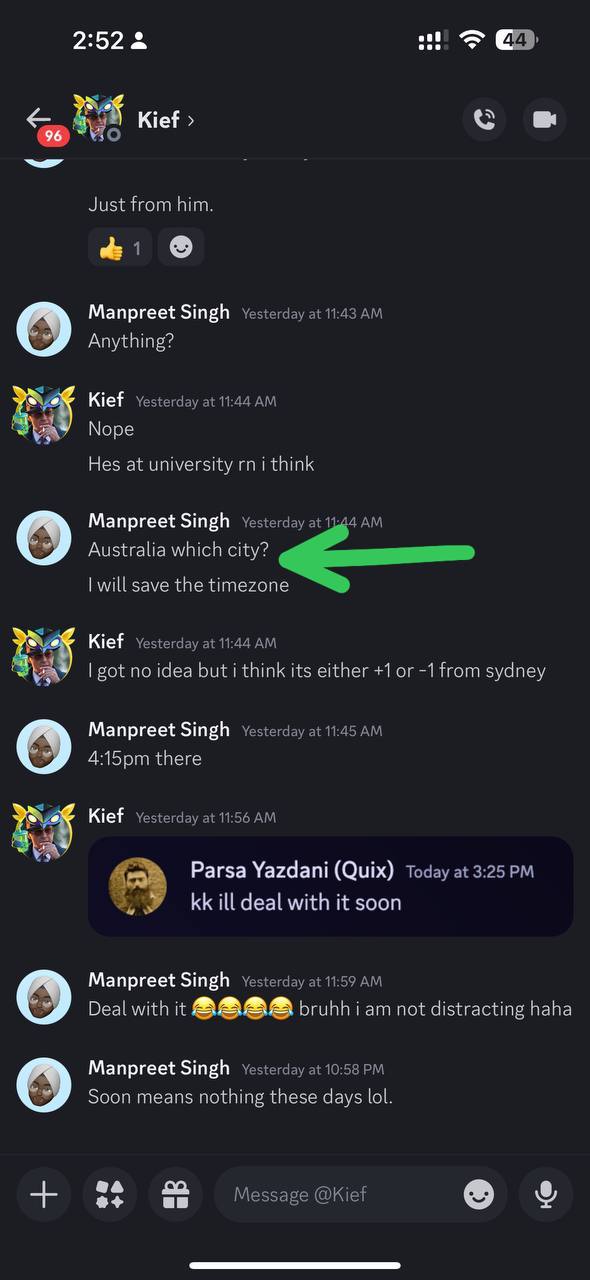 2:52
44
96
Kief ›
Just from him.
👍 1
Manpreet Singh Yesterday at 11:43 AM
Anything?
Kief Yesterday at 11:44 AM
Nope
Hes at university rn i think
Manpreet Singh Yesterday at 11:44 AM
Australia which city?
I will save the timezone
Kief Yesterday at 11:44 AM
I got no idea but i think its either +1 or -1 from sydney
Manpreet Singh Yesterday at 11:45 AM
4:15pm there
Kief Yesterday at 11:56 AM
Parsa Yazdani (Quix) Today at 3:25 PM
kk ill deal with it soon
Manpreet Singh Yesterday at 11:59 AM
Deal with it 😂😂😂😂 bruhh i am not distracting haha
Manpreet Singh Yesterday at 10:58 PM
Soon means nothing these days lol.
Message @Kief